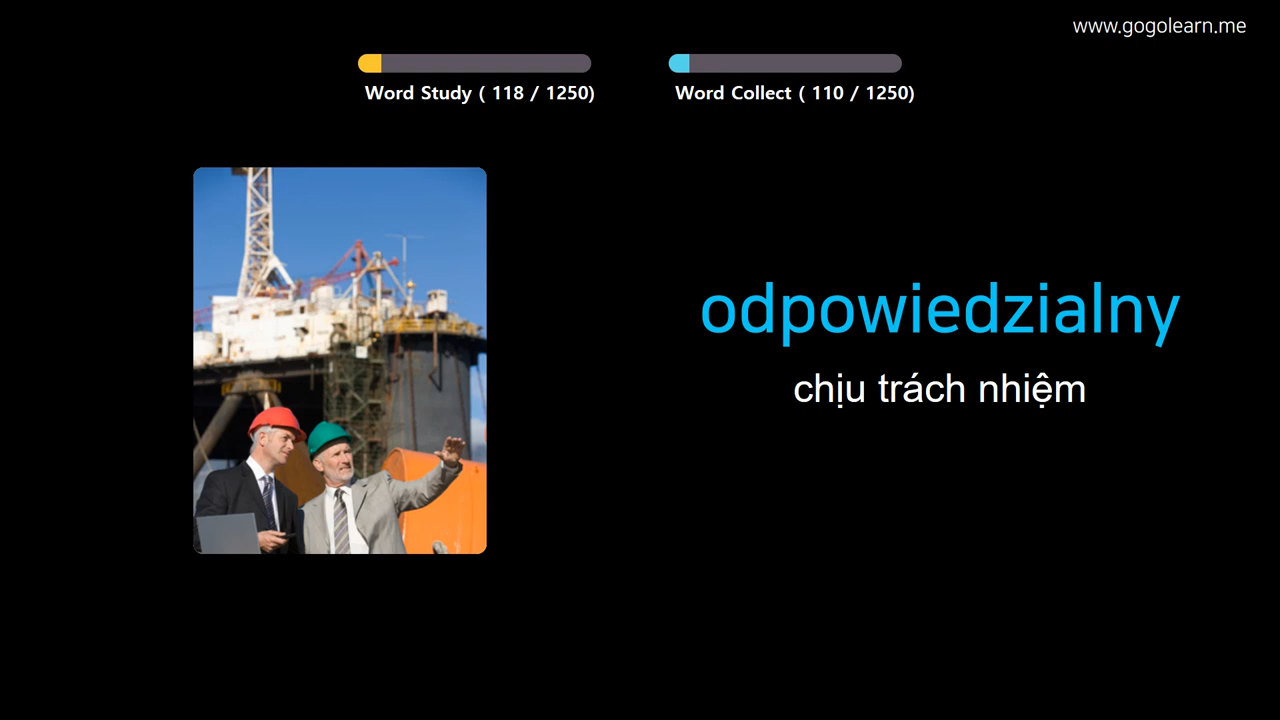 www.gogolearn.me
Word Study ( 118 / 1250)
Word Collect ( 110 / 1250)
odpowiedzialny
chịu trách nhiệm